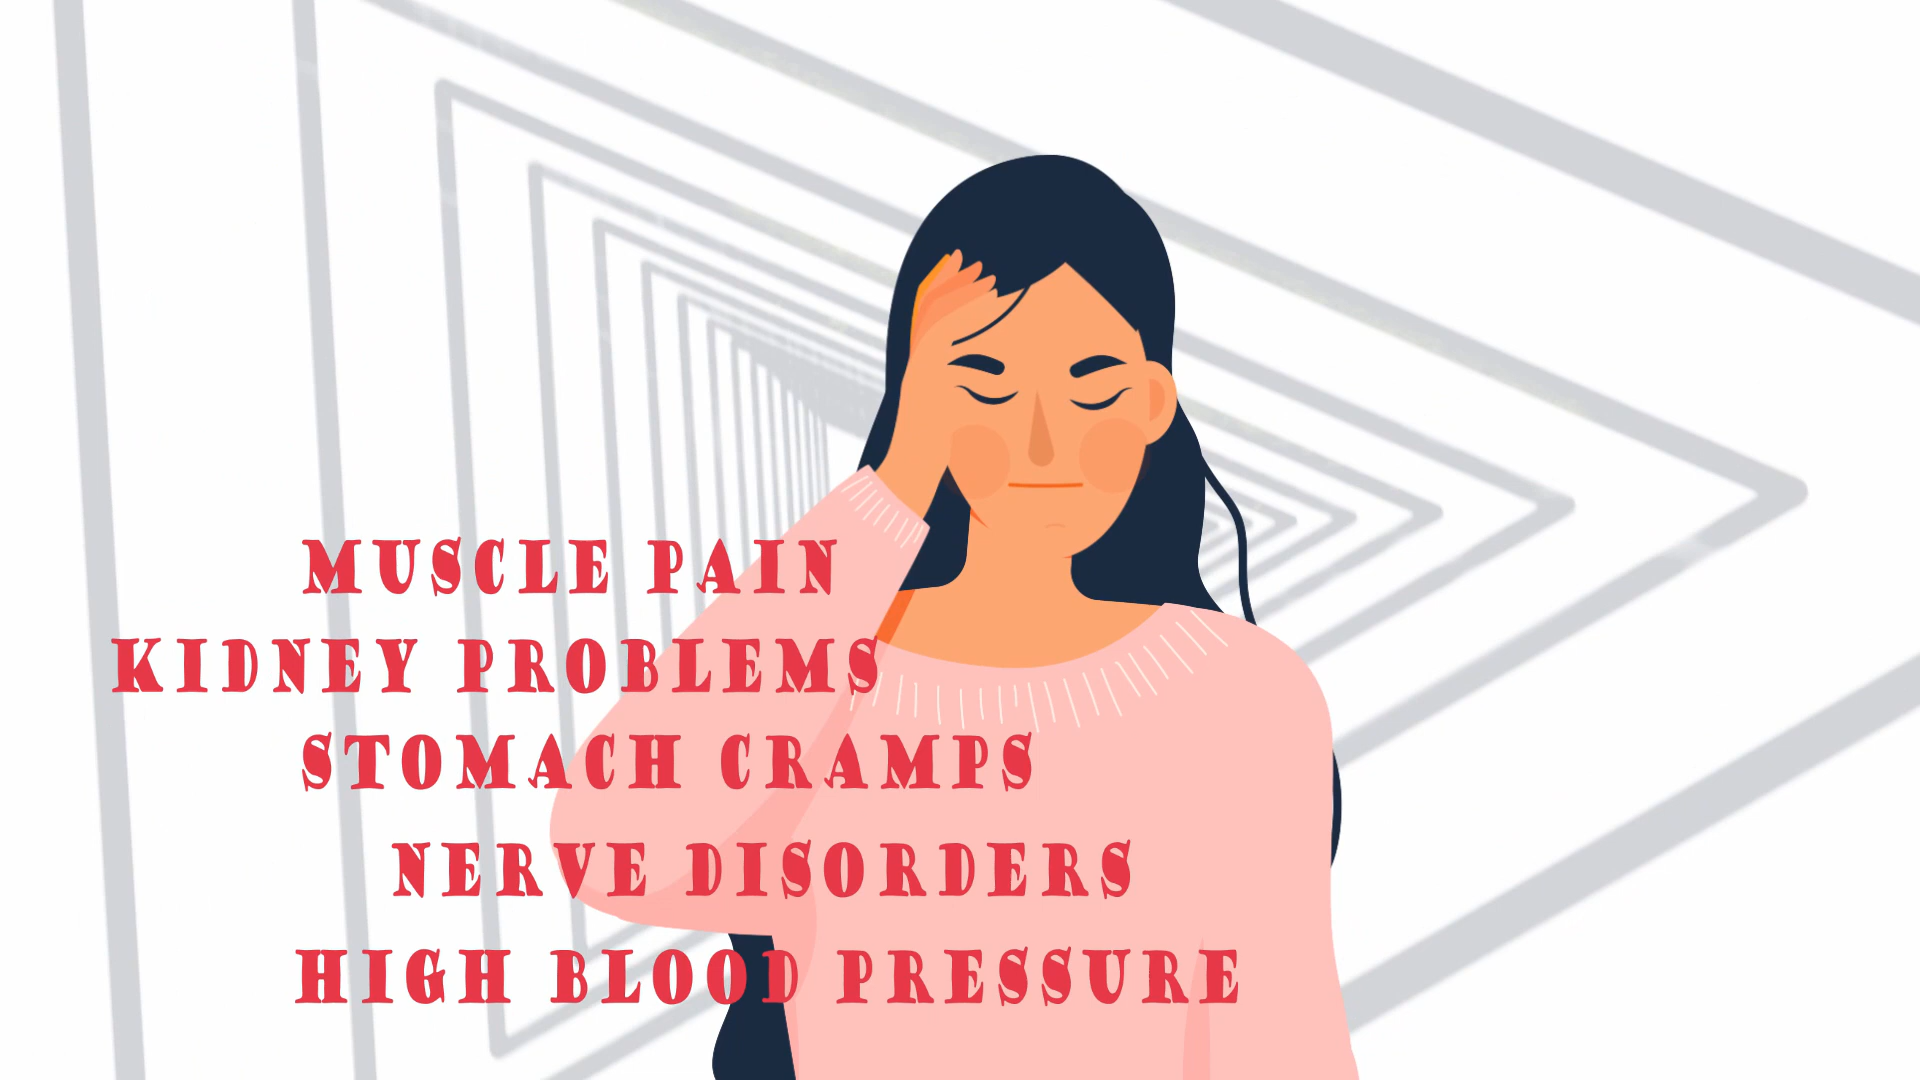 MUSCLE PAIN
KIDNEY PROBLEMS
STOMACH CRAMPS
NERVE DISORDERS
HIGH BLOOD PRESSURE